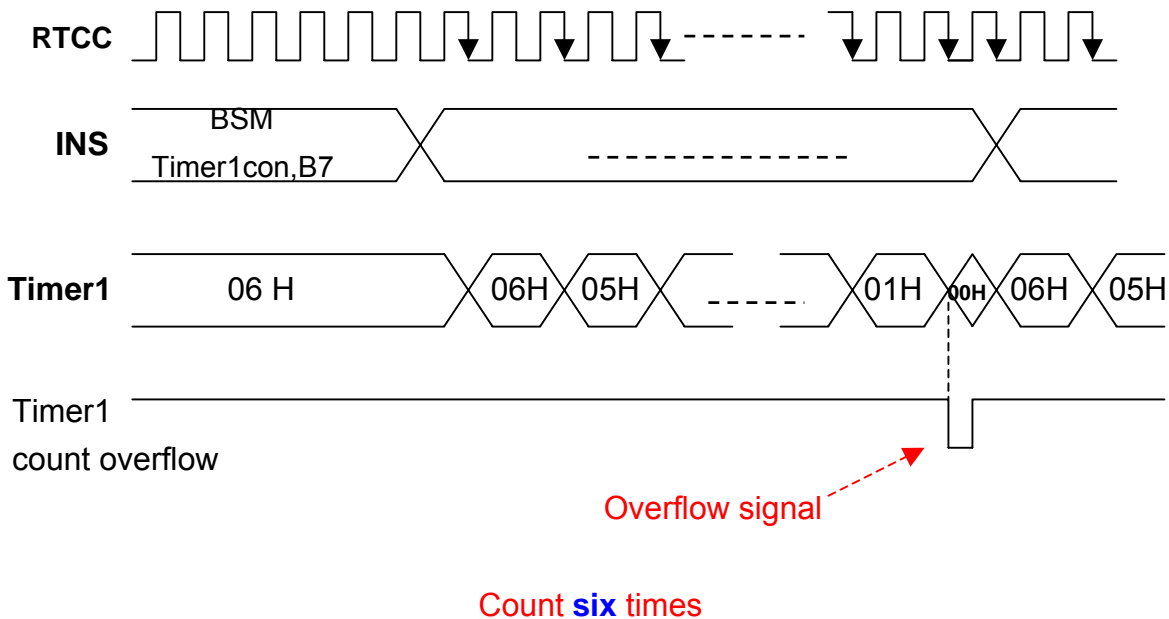 RTCC
INS
BSM
Timer1con,B7
Timer1
06 H
06H
05H
01H
00H
06H
05H
Timer1
count overflow
Overflow signal
Count six times